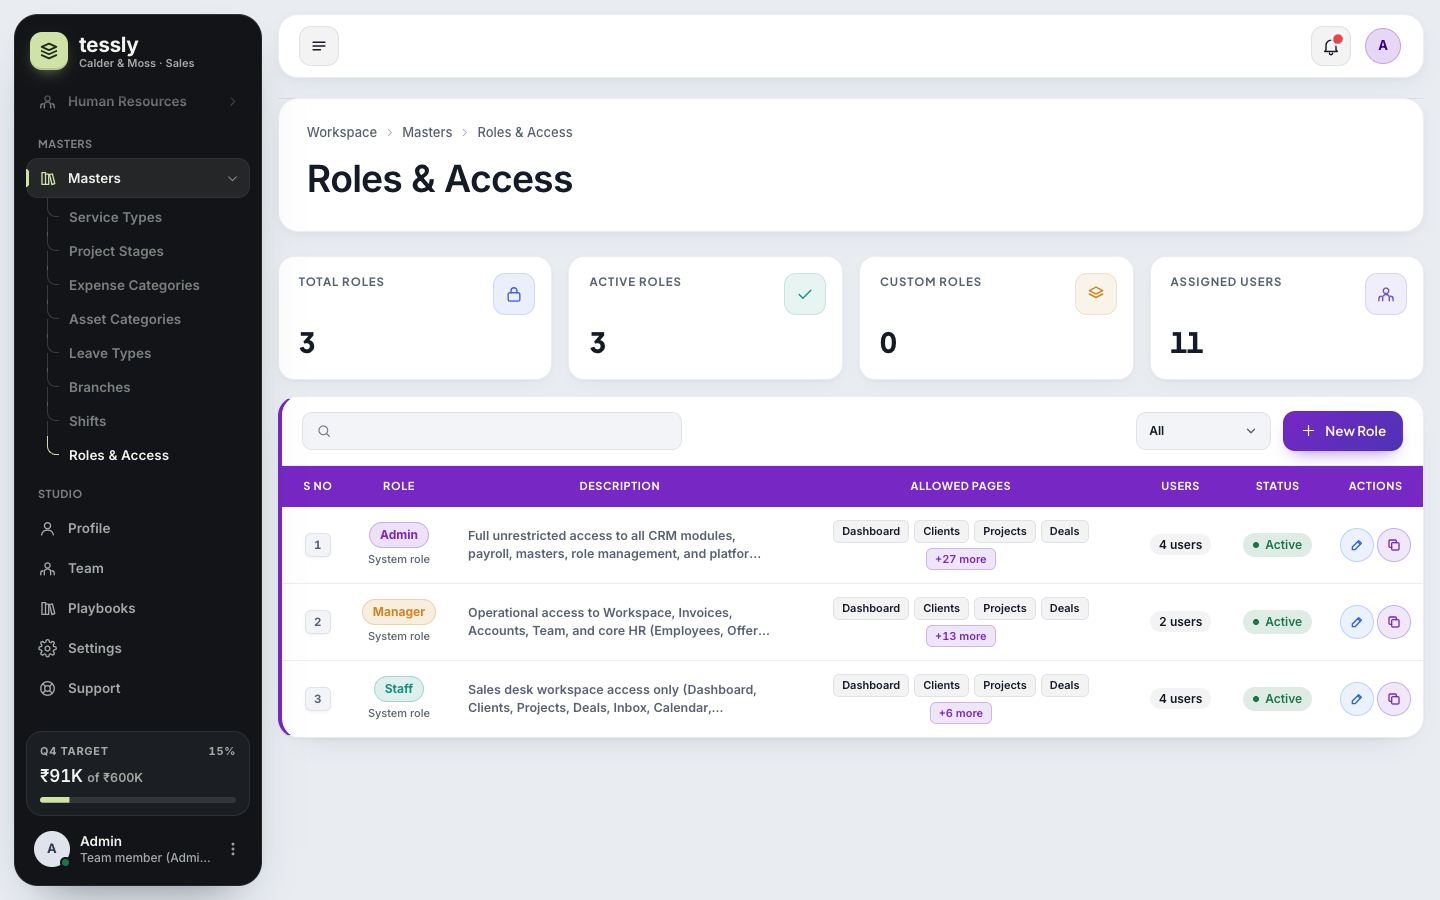 tessly
Calder & Moss · Sales
Human Resources
MASTERS
Masters
Service Types
Project Stages
Expense Categories
Asset Categories
Leave Types
Branches
Shifts
Roles & Access
STUDIO
Profile
Team
Playbooks
Settings
Support
Q4 TARGET 15%
₹91K of ₹600K
A
Admin
Team member (Admi...
A
Workspace > Masters > Roles & Access
Roles & Access
TOTAL ROLES
3
ACTIVE ROLES
3
CUSTOM ROLES
0
ASSIGNED USERS
11
All
+ New Role
S NO ROLE DESCRIPTION ALLOWED PAGES USERS STATUS ACTIONS
1
Admin
System role
Full unrestricted access to all CRM modules,
payroll, masters, role management, and platfor...
Dashboard Clients Projects Deals
+27 more
4 users
Active
2
Manager
System role
Operational access to Workspace, Invoices,
Accounts, Team, and core HR (Employees, Offer...
Dashboard Clients Projects Deals
+13 more
2 users
Active
3
Staff
System role
Sales desk workspace access only (Dashboard,
Clients, Projects, Deals, Inbox, Calendar,...
Dashboard Clients Projects Deals
+6 more
4 users
Active